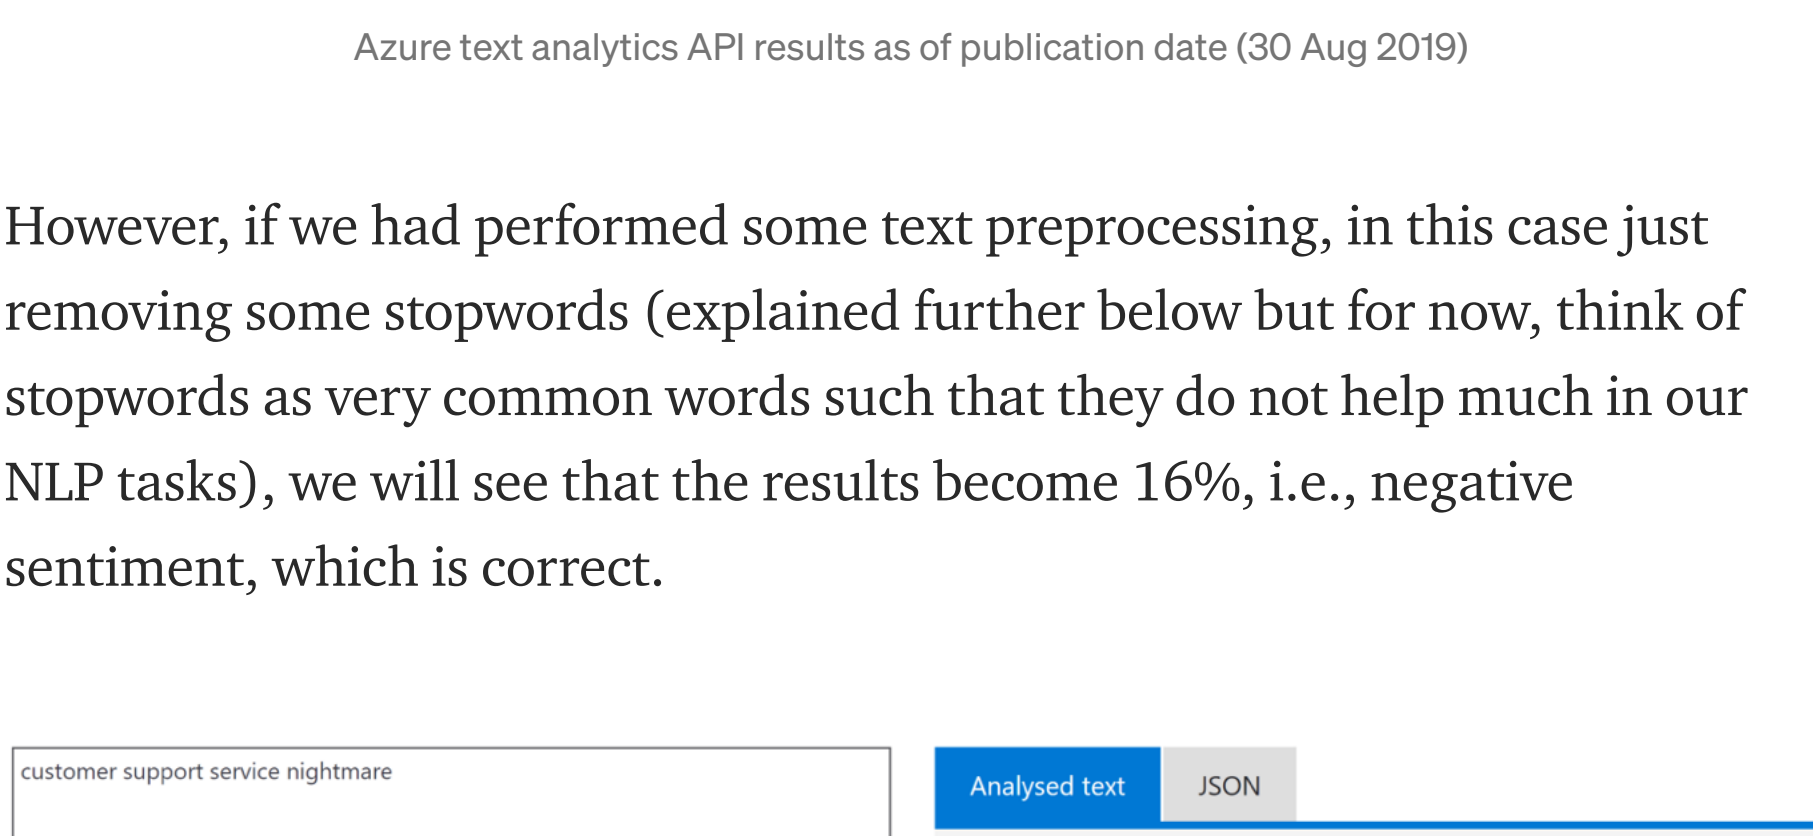 Azure text analytics API results as of publication date (30 Aug 2019)
However, if we had performed some text preprocessing, in this case just
removing some stopwords (explained further below but for now, think of
stopwords as very common words such that they do not help much in our
NLP tasks), we will see that the results become 16%, i.e., negative
sentiment, which is correct.
customer support service nightmare
Analysed text
JSON